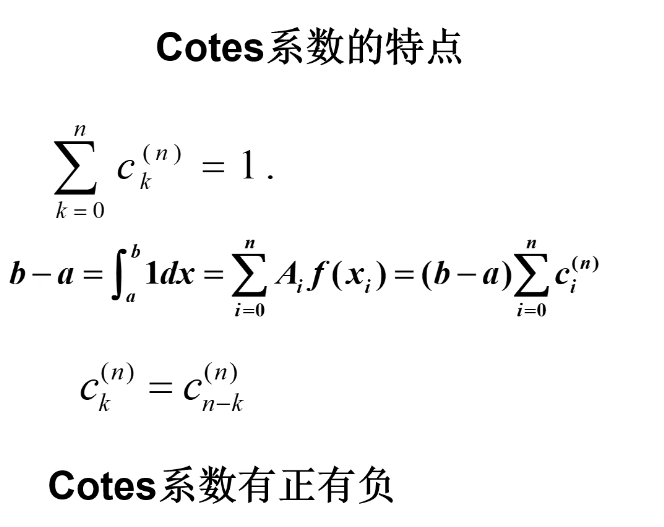 Cotes系数的特点
\sum_{k=0}^{n} c_k^{(n)} = 1.
b-a = \int_a^b 1dx = \sum_{i=0}^{n} A_i f(x_i) = (b-a)\sum_{i=0}^{n} c_i^{(n)}
c_k^{(n)} = c_{n-k}^{(n)}
Cotes系数有正有负